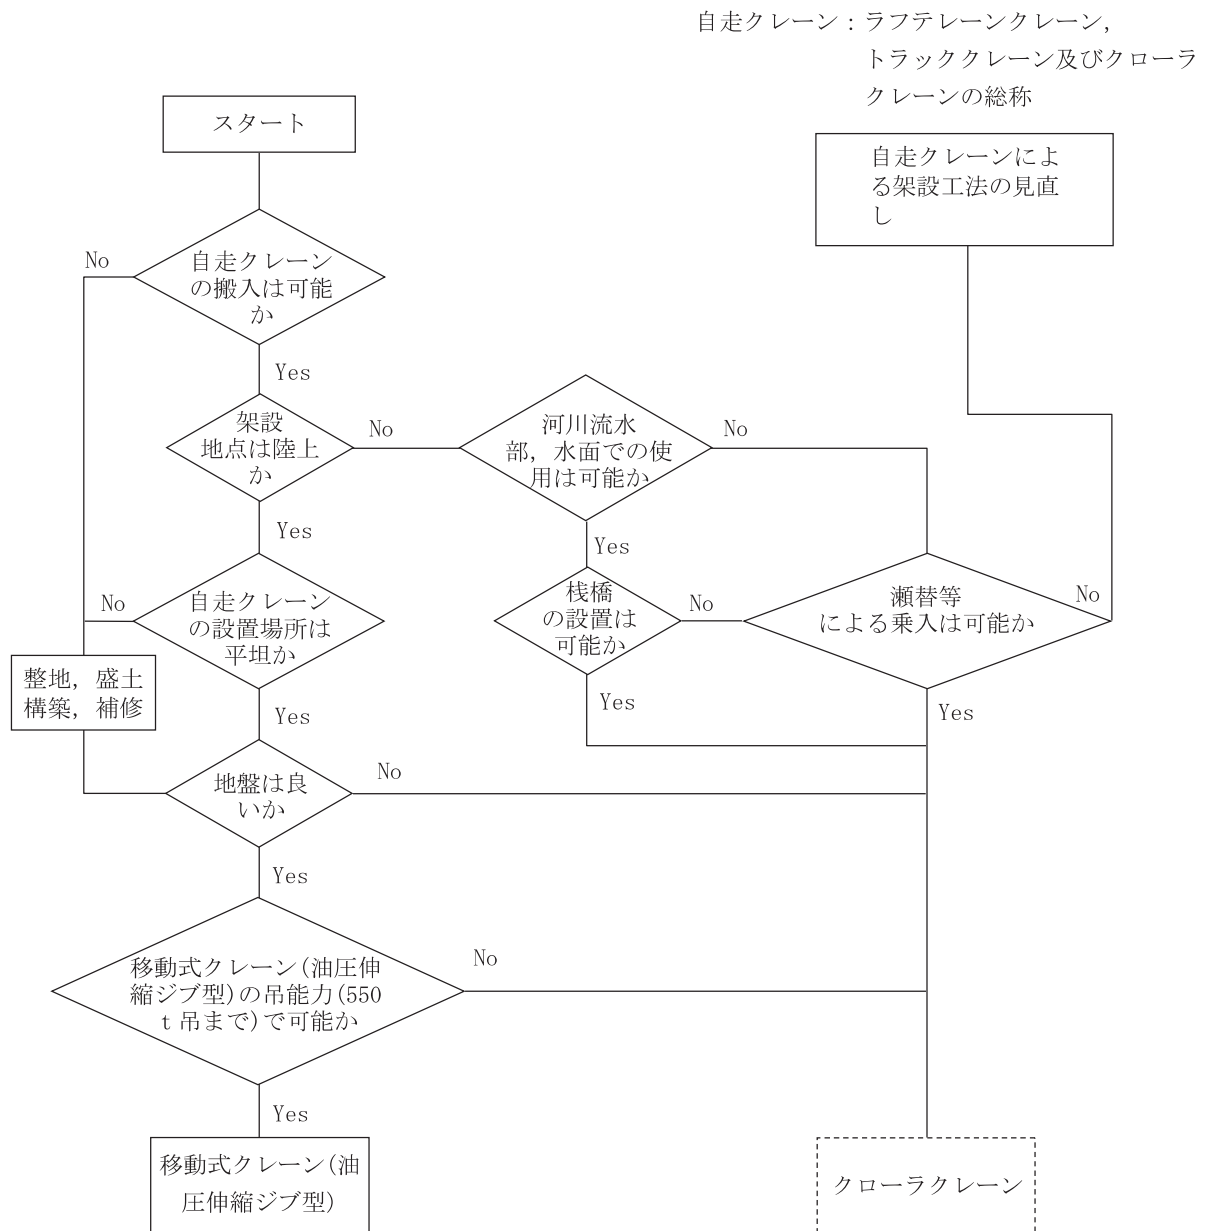 自走クレーン：ラフテレーンクレーン，
トラッククレーン及びクローラ
クレーンの総称
スタート
自走クレーンによ
る架設工法の見直
し
No
自走クレーン
の搬入は可能
か
Yes
架設
地点は陸上
か
No
河川流水
部，水面での使
用は可能か
No
Yes
Yes
No
自走クレーン
の設置場所は
平坦か
桟橋
の設置は
可能か
No
瀬替等
による乗入は可能か
No
整地，盛土
構築，補修
Yes
Yes
Yes
地盤は良
いか
No
Yes
移動式クレーン(油圧伸
縮ジブ型)の吊能力(550
t 吊まで)で可能か
No
Yes
移動式クレーン(油
圧伸縮ジブ型)
クローラクレーン